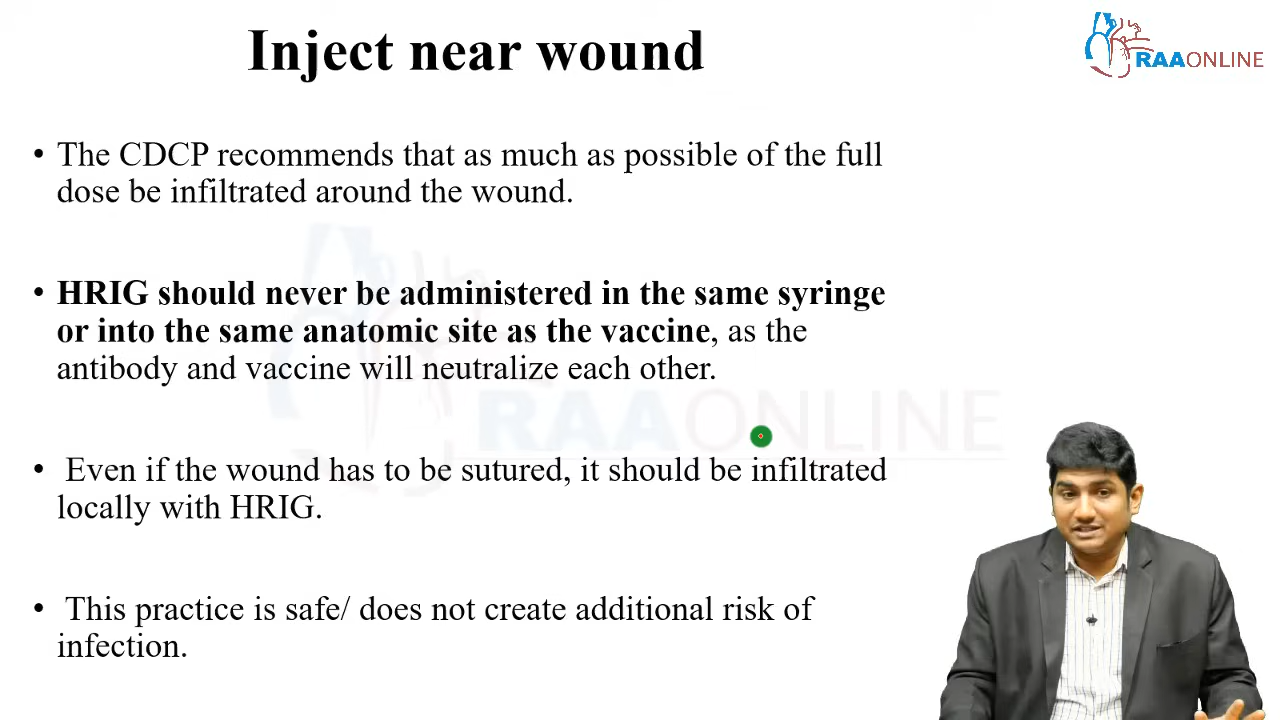 Inject near wound
RAAONLINE
• The CDCP recommends that as much as possible of the full
dose be infiltrated around the wound.
• HRIG should never be administered in the same syringe
or into the same anatomic site as the vaccine, as the
antibody and vaccine will neutralize each other.
RAAONLINE
• Even if the wound has to be sutured, it should be infiltrated
locally with HRIG.
• This practice is safe/ does not create additional risk of
infection.